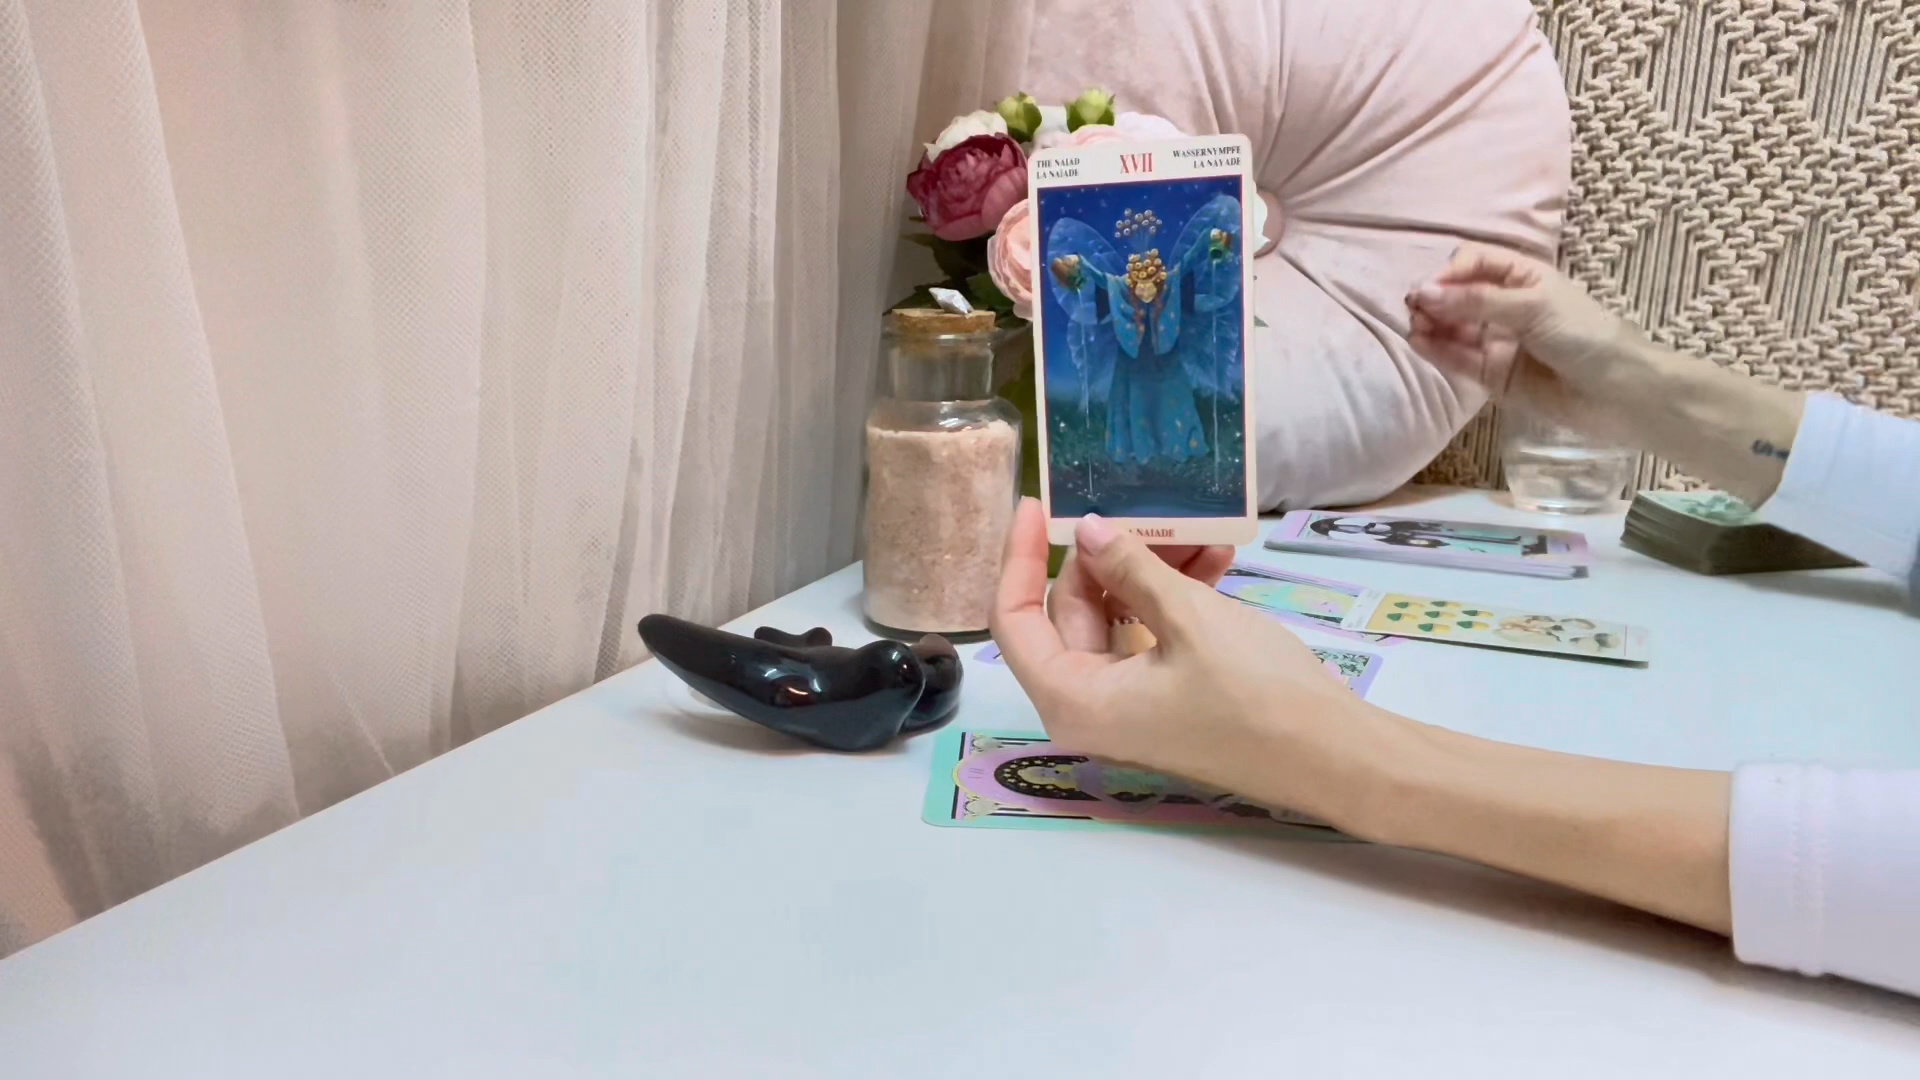 THE NAIAD
LA NAÏADE
XVII
WASSERNYMPFE
LA NAYADE
NAIADE